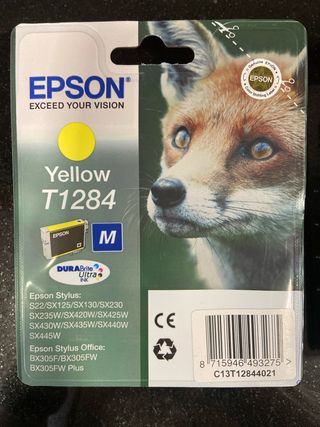 EPSON®
EXCEED YOUR VISION
EPSON
Yellow
T1284
EPSON
M
DURABrite
Ultra
INK
Epson Stylus:
S22/SX125/SX130/SX230
SX235W/SX420W/SX425W
SX430W/SX435W/SX440W
SX445W
Epson Stylus Office:
BX305F/BX305FW
BX305FW Plus
CE
8 715946 493275 >
C13T12844021